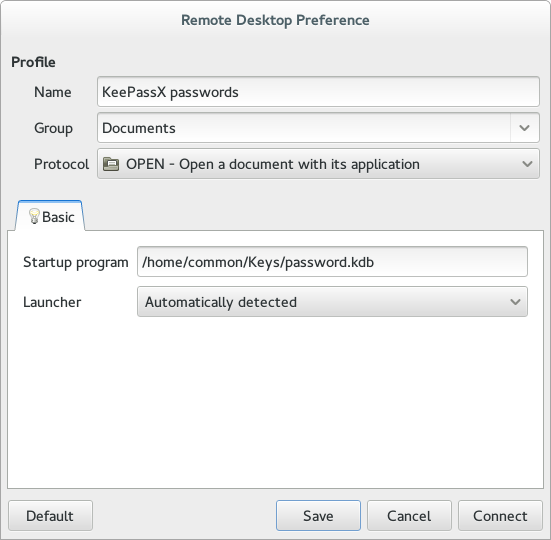 Remote Desktop Preference
Profile
Name KeePassX passwords
Group Documents
Protocol OPEN - Open a document with its application
Basic
Startup program /home/common/Keys/password.kdb
Launcher Automatically detected
Default Save Cancel Connect